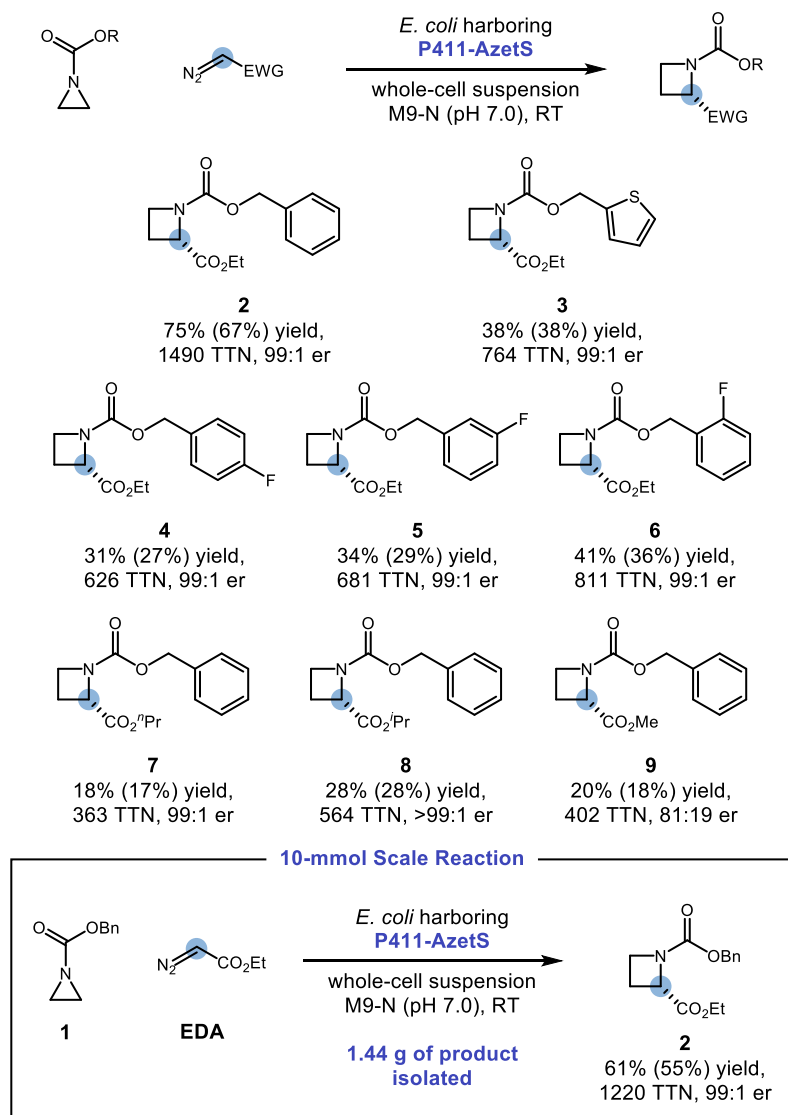 O
OR
N
N2
EWG
E. coli harboring
P411-AzetS
whole-cell suspension
M9-N (pH 7.0), RT
O
N
OR
EWG
O
N
O
CO2Et
2
75% (67%) yield,
1490 TTN, 99:1 er
O
N
O
S
CO2Et
3
38% (38%) yield,
764 TTN, 99:1 er
O
N
O
F
CO2Et
4
31% (27%) yield,
626 TTN, 99:1 er
O
N
O
F
CO2Et
5
34% (29%) yield,
681 TTN, 99:1 er
O
F
N
O
CO2Et
6
41% (36%) yield,
811 TTN, 99:1 er
O
N
O
CO2nPr
7
18% (17%) yield,
363 TTN, 99:1 er
O
N
O
CO2iPr
8
28% (28%) yield,
564 TTN, >99:1 er
O
N
O
CO2Me
9
20% (18%) yield,
402 TTN, 81:19 er
10-mmol Scale Reaction
O
OBn
N
1
N2
CO2Et
EDA
E. coli harboring
P411-AzetS
whole-cell suspension
M9-N (pH 7.0), RT
1.44 g of product
isolated
O
N
OBn
CO2Et
2
61% (55%) yield,
1220 TTN, 99:1 er